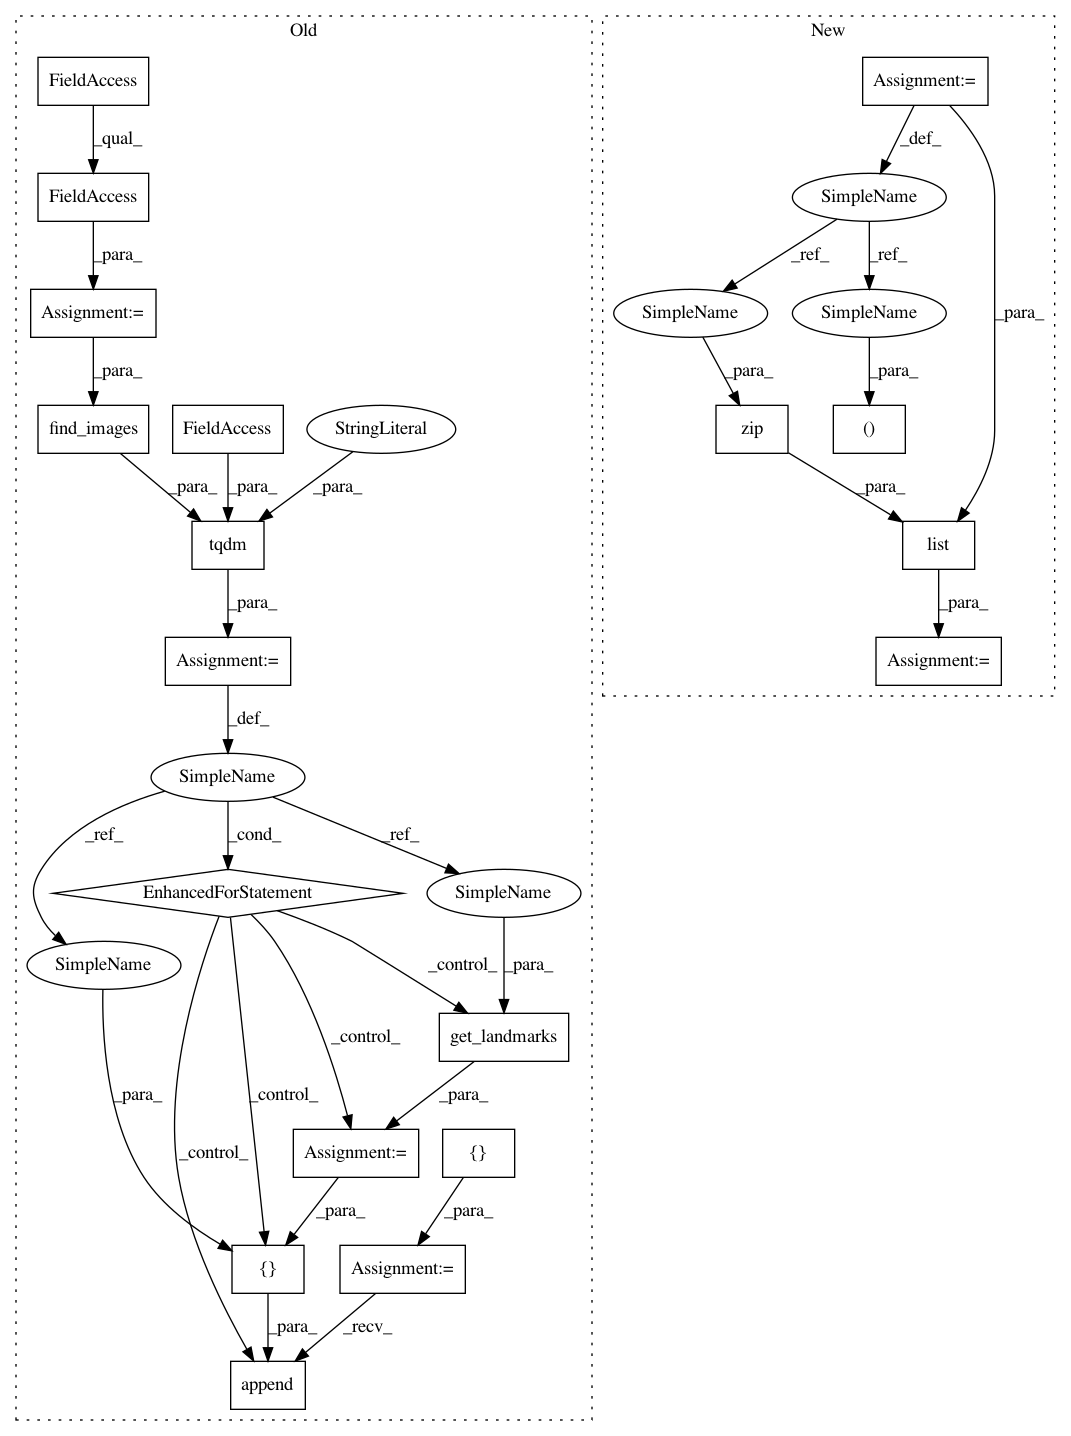 Old
New
FieldAccess
Assignment:=
_qual_
_def_
FieldAccess
SimpleName
_para_
_ref_
_ref_
Assignment:=
SimpleName
SimpleName
_para_
_para_
_para_
_para_
find_images
FieldAccess
StringLiteral
zip
()
_para_
_para_
_para_
_para_
tqdm
list
_para_
_para_
Assignment:=
Assignment:=
_def_
SimpleName
_ref_
_cond_
_ref_
EnhancedForStatement
SimpleName
SimpleName
_control_
_para_
get_landmarks
_control_
_para_
_control_
_para_
_control_
Assignment:=
{}
_para_
_para_
{}
Assignment:=
_para_
_recv_
append